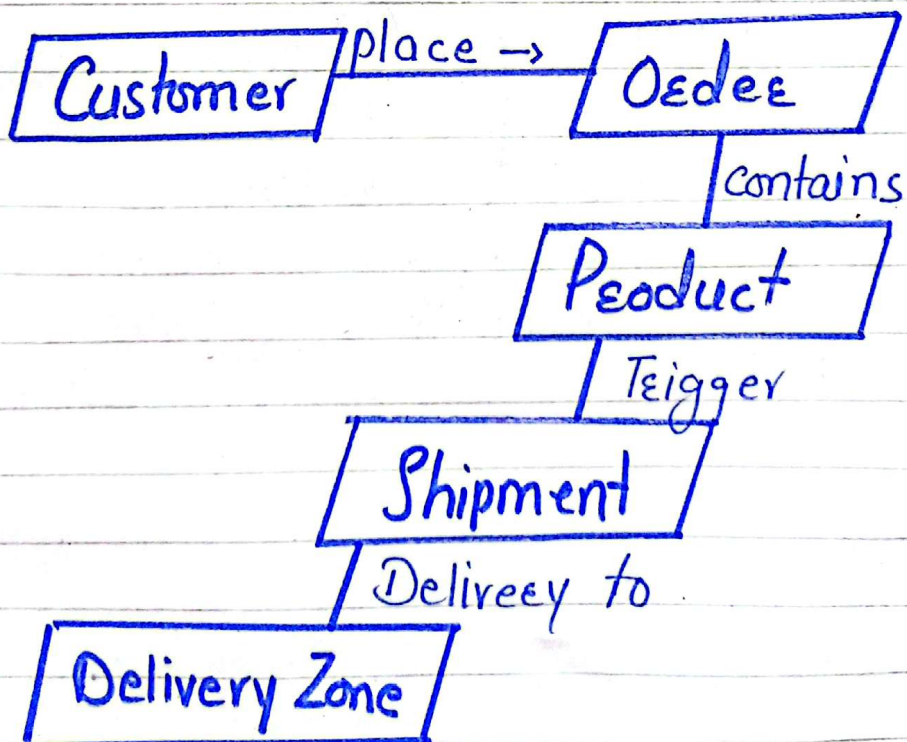 Customer place → Order
contains
Product
Trigger
Shipment
Delivery to
Delivery Zone